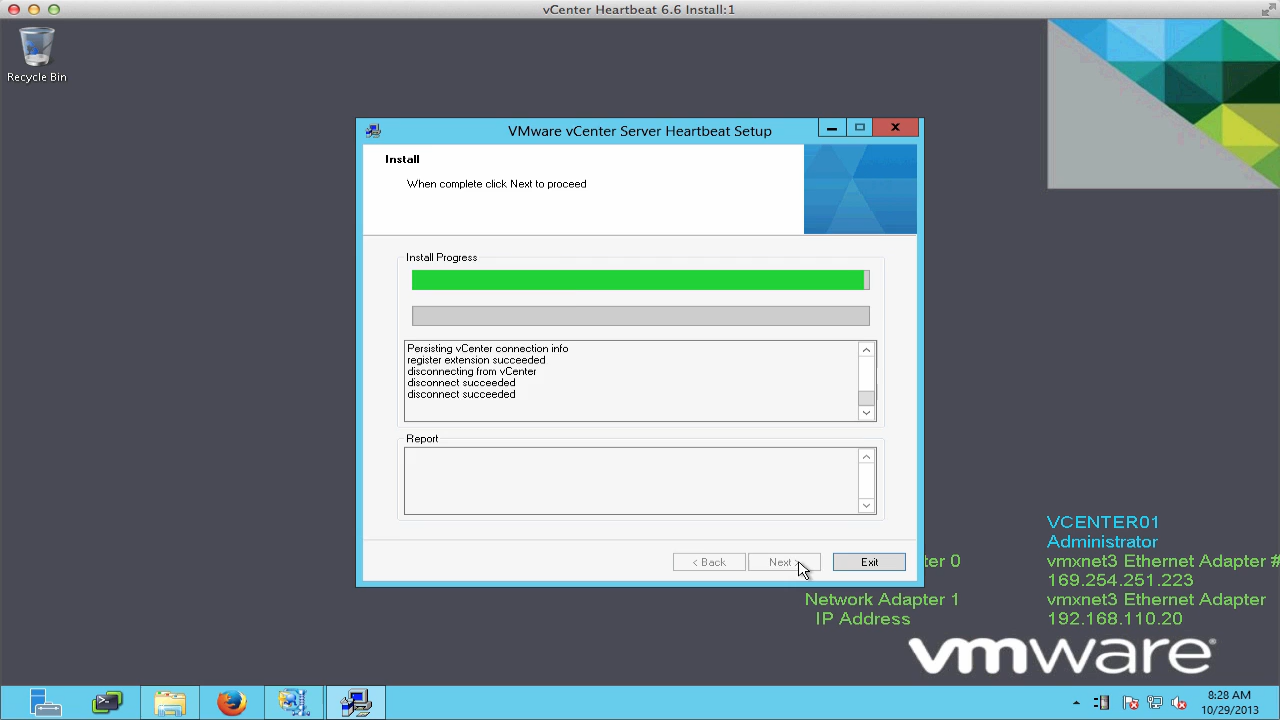 vCenter Heartbeat 6.6 Install:1
Recycle Bin
VMware vCenter Server Heartbeat Setup
Install
When complete click Next to proceed
Install Progress
Persisting vCenter connection info
register extension succeeded
disconnecting from vCenter
disconnect succeeded
disconnect succeeded
Report
< Back
Next >
Exit
VCENTER01
Administrator
ter 0
vmxnet3 Ethernet Adapter #
169.254.251.223
Network Adapter 1
vmxnet3 Ethernet Adapter
IP Address
192.168.110.20
vmware
8:28 AM
10/29/2013